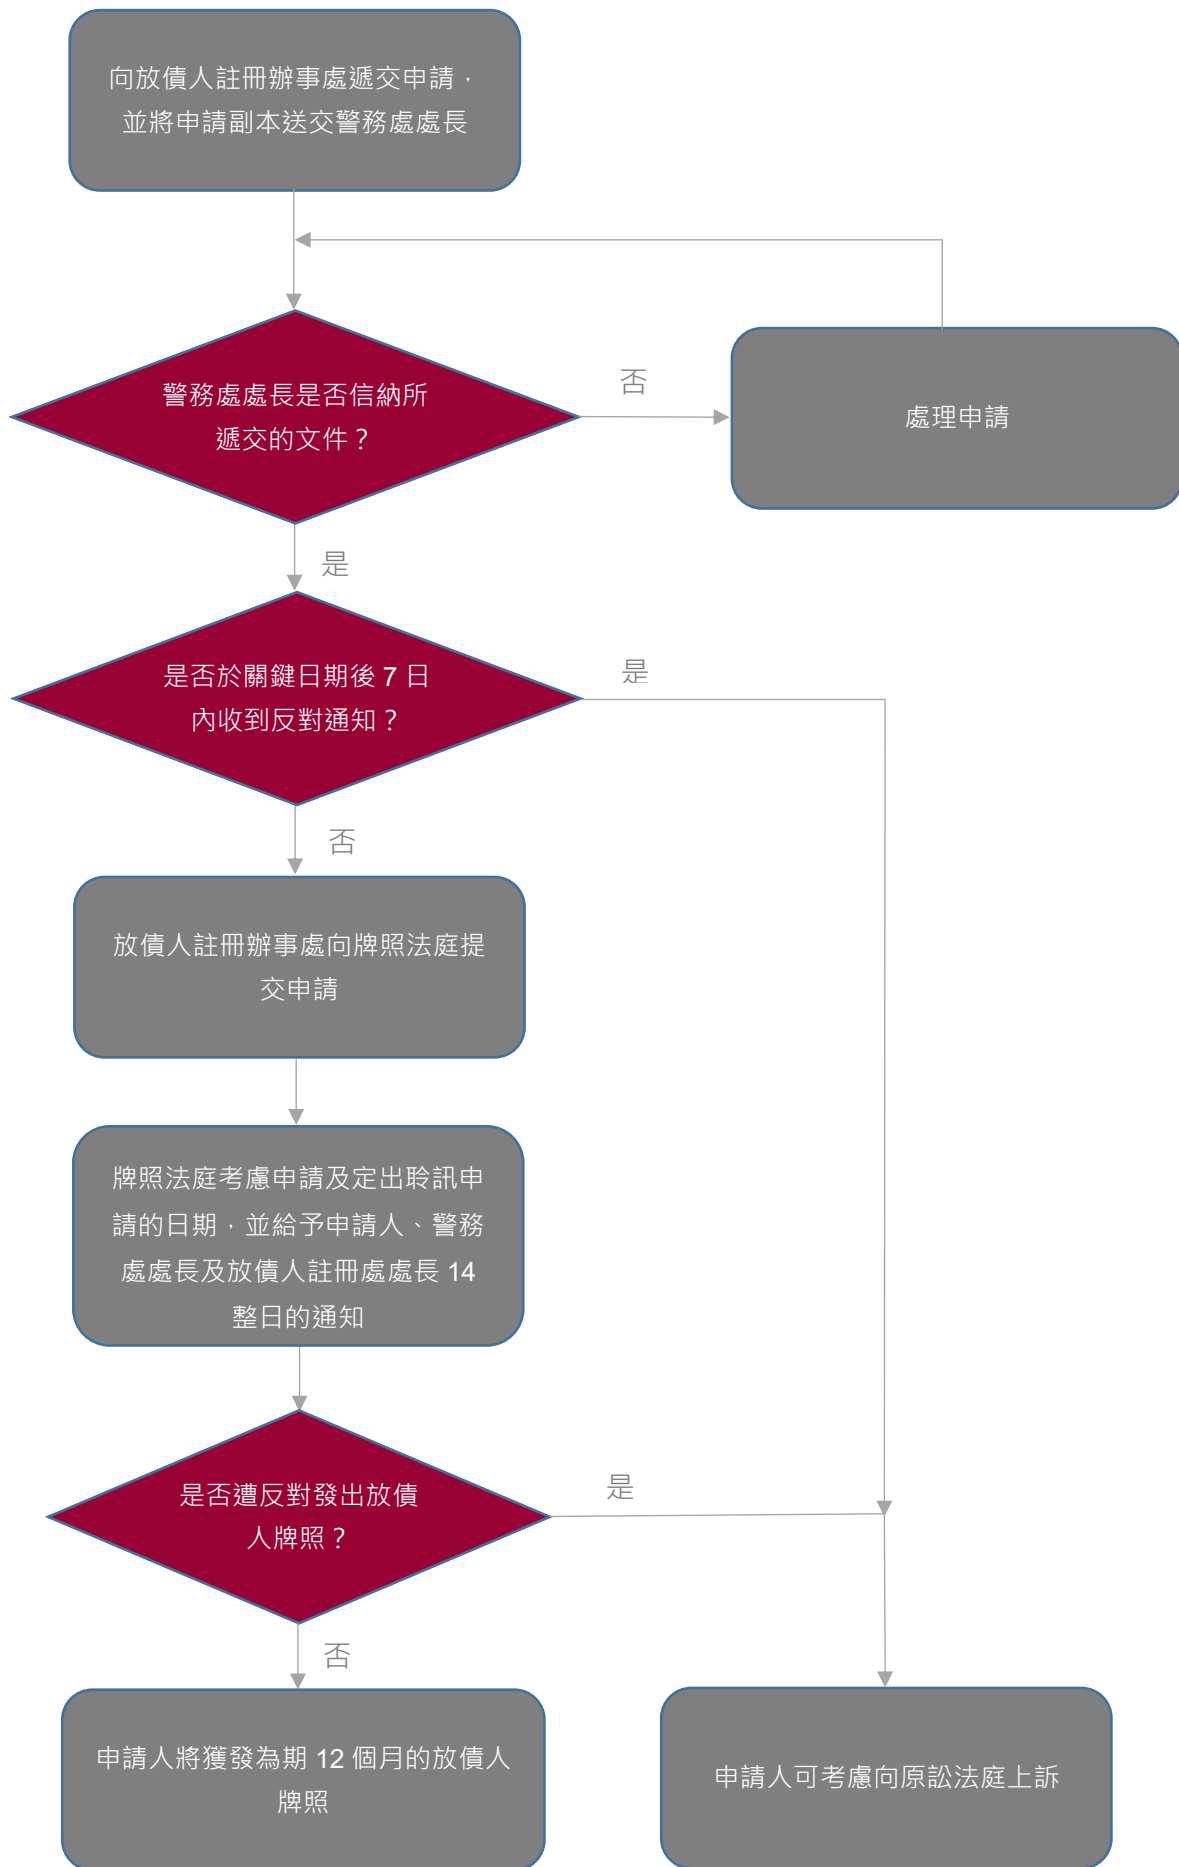 向放債人註冊辦事處遞交申請，
並將申請副本送交警務處處長
警務處處長是否信納所
遞交的文件？
否
處理申請
是
是否於關鍵日期後 7 日
內收到反對通知？
是
否
放債人註冊辦事處向牌照法庭提
交申請
牌照法庭考慮申請及定出聆訊申
請的日期，並給予申請人、警務
處處長及放債人註冊處處長 14
整日的通知
是否遭反對發出放債
人牌照？
是
否
申請人將獲發為期 12 個月的放債人
牌照
申請人可考慮向原訟法庭上訴